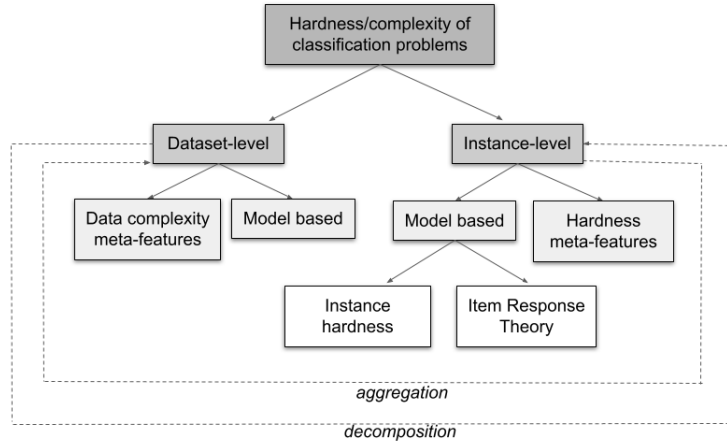 Hardness/complexity of
classification problems
Dataset-level
Instance-level
Data complexity
meta-features
Model based
Model based
Hardness
meta-features
Instance
hardness
Item Response
Theory
aggregation
decomposition